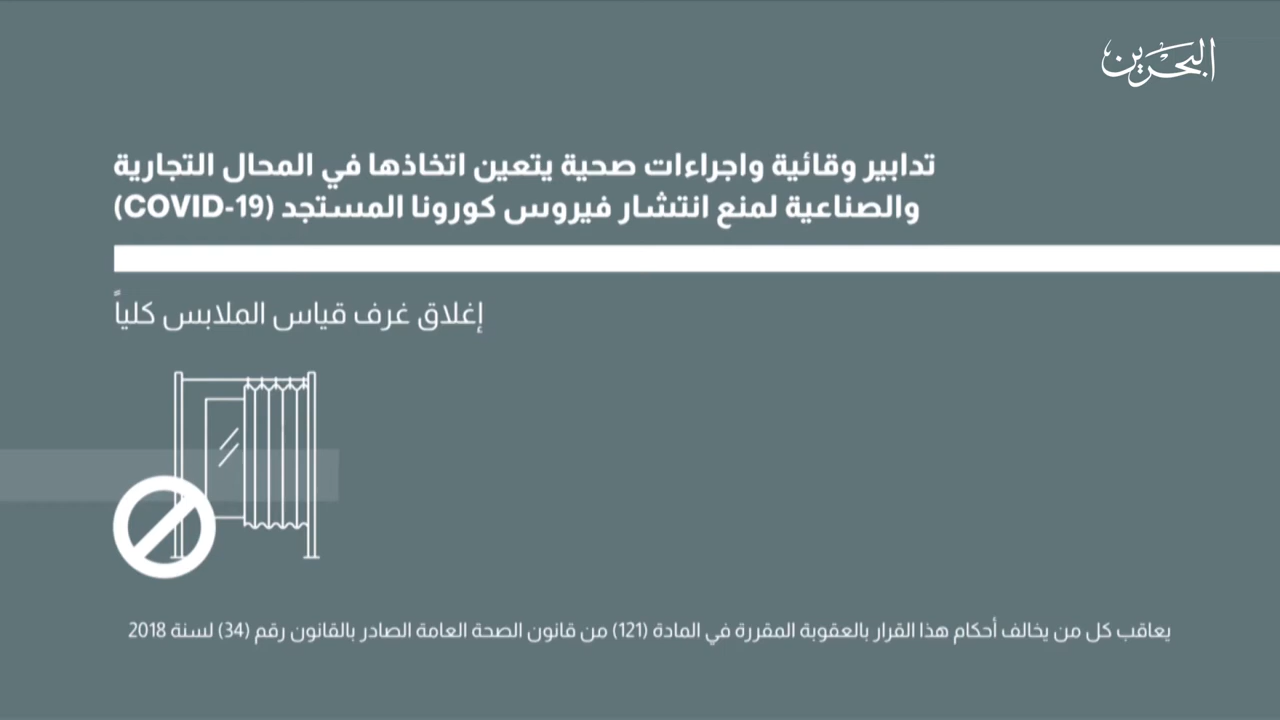 البحرين
تدابير وقائية واجراءات صحية يتعين اتخاذها في المحال التجارية
والصناعية لمنع انتشار فيروس كورونا المستجد (COVID-19)
إغلاق غرف قياس الملابس كلياً
يعاقب كل من يخالف أحكام هذا القرار بالعقوبة المقررة في المادة (121) من قانون الصحة العامة الصادر بالقانون رقم (34) لسنة 2018